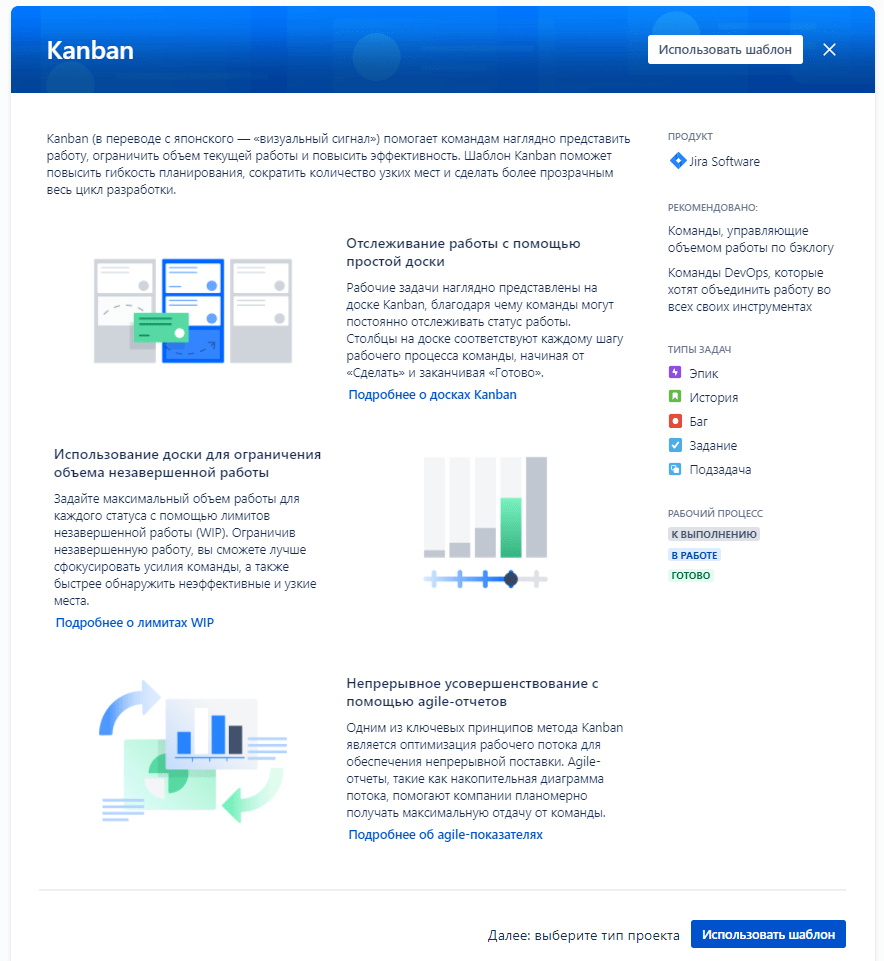 Kanban
Использовать шаблон
Kanban (в переводе с японского — «визуальный сигнал») помогает командам наглядно представить
работу, ограничить объем текущей работы и повысить эффективность. Шаблон Kanban поможет
повысить гибкость планирования, сократить количество узких мест и сделать более прозрачным
весь цикл разработки.
Отслеживание работы с помощью
простой доски
Рабочие задачи наглядно представлены на
доске Kanban, благодаря чему команды могут
постоянно отслеживать статус работы.
Столбцы на доске соответствуют каждому шагу
рабочего процесса команды, начиная от
«Сделать» и заканчивая «Готово».
Подробнее о досках Kanban
Использование доски для ограничения
объема незавершенной работы
Задайте максимальный объем работы для
каждого статуса с помощью лимитов
незавершенной работы (WIP). Ограничив
незавершенную работу, вы сможете лучше
сфокусировать усилия команды, а также
быстрее обнаружить неэффективные и узкие
места.
Подробнее о лимитах WIP
Непрерывное усовершенствование с
помощью agile-отчетов
Одним из ключевых принципов метода Kanban
является оптимизация рабочего потока для
обеспечения непрерывной поставки. Agile-
отчеты, такие как накопительная диаграмма
потока, помогают компании планомерно
получать максимальную отдачу от команды.
Подробнее об agile-показателях
ПРОДУКТ
Jira Software
РЕКОМЕНДОВАНО:
Команды, управляющие
объемом работы по бэклогу
Команды DevOps, которые
хотят объединить работу во
всех своих инструментах
ТИПЫ ЗАДАЧ
Эпик
История
Баг
Задание
Подзадача
РАБОЧИЙ ПРОЦЕСС
К ВЫПОЛНЕНИЮ
В РАБОТЕ
ГОТОВО
Далее: выберите тип проекта
Использовать шаблон